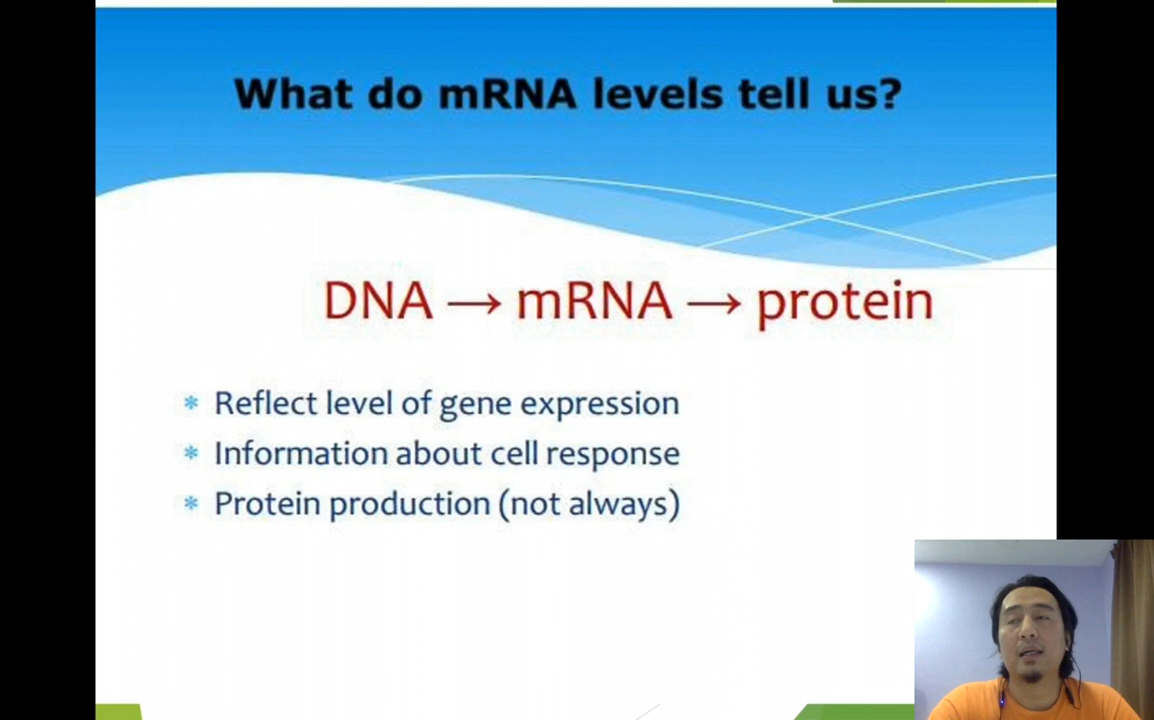 What do mRNA levels tell us?
DNA → mRNA → protein
* Reflect level of gene expression
* Information about cell response
* Protein production (not always)